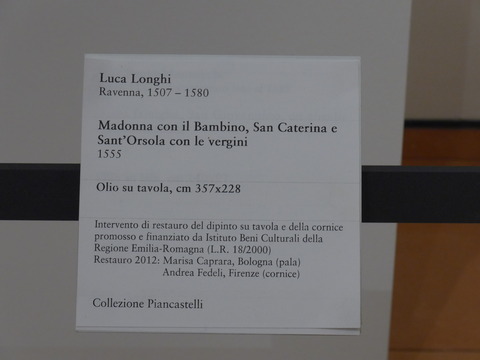 Luca Longhi
Ravenna, 1507 – 1580
Madonna con il Bambino, San Caterina e
Sant'Orsola con le vergini
1555
Olio su tavola, cm 357x228
Intervento di restauro del dipinto su tavola e della cornice
promosso e finanziato da Istituto Beni Culturali della
Regione Emilia-Romagna (L.R. 18/2000)
Restauro 2012: Marisa Caprara, Bologna (pala)
Andrea Fedeli, Firenze (cornice)
Collezione Piancastelli